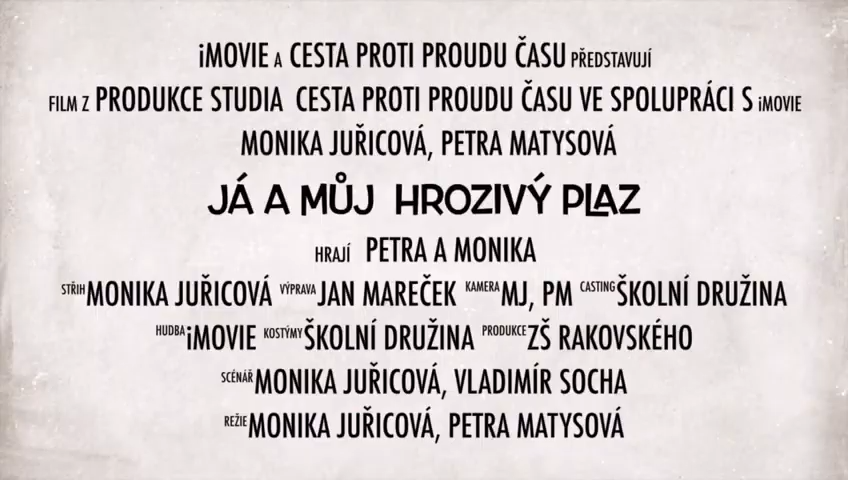 iMOVIE A CESTA PROTI PROUDU ČASU PŘEDSTAVUJÍ
FILM Z PRODUKCE STUDIA CESTA PROTI PROUDU ČASU VE SPOLUPRÁCI S iMOVIE
MONIKA JUŘICOVÁ, PETRA MATYSOVÁ
JÁ A MŮJ HROZIVÝ PLAZ
HRAJÍ PETRA A MONIKA
STŘIH MONIKA JUŘICOVÁ VÝPRAVA JAN MAREČEK KAMERA MJ, PM CASTING ŠKOLNÍ DRUŽINA
HUDBA iMOVIE KOSTÝMY ŠKOLNÍ DRUŽINA PRODUKCE ZŠ RAKOVSKÉHO
SCÉNÁŘ MONIKA JUŘICOVÁ, VLADIMÍR SOCHA
REŽIE MONIKA JUŘICOVÁ, PETRA MATYSOVÁ